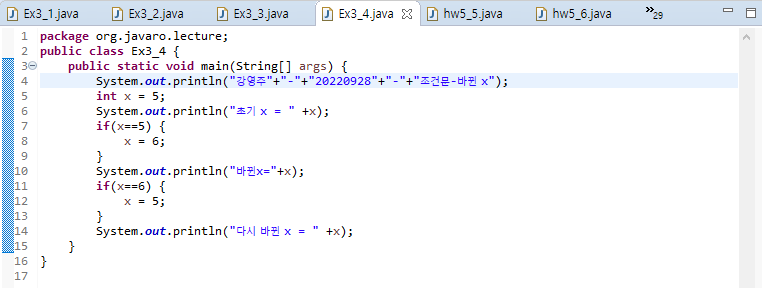 Ex3_1.java Ex3_2.java Ex3_3.java Ex3_4.java hw5_5.java hw5_6.java »29
1 package org.javaro.lecture;
2 public class Ex3_4 {
3 public static void main(String[] args) {
4 System.out.println("강영주"+"-"+"20220928"+"-"+"조건문-바뀐 x");
5 int x = 5;
6 System.out.println("초기 x = " +x);
7 if(x==5) {
8 x = 6;
9 }
10 System.out.println("바뀐x="+x);
11 if(x==6) {
12 x = 5;
13 }
14 System.out.println("다시 바뀐 x = " +x);
15 }
16 }
17